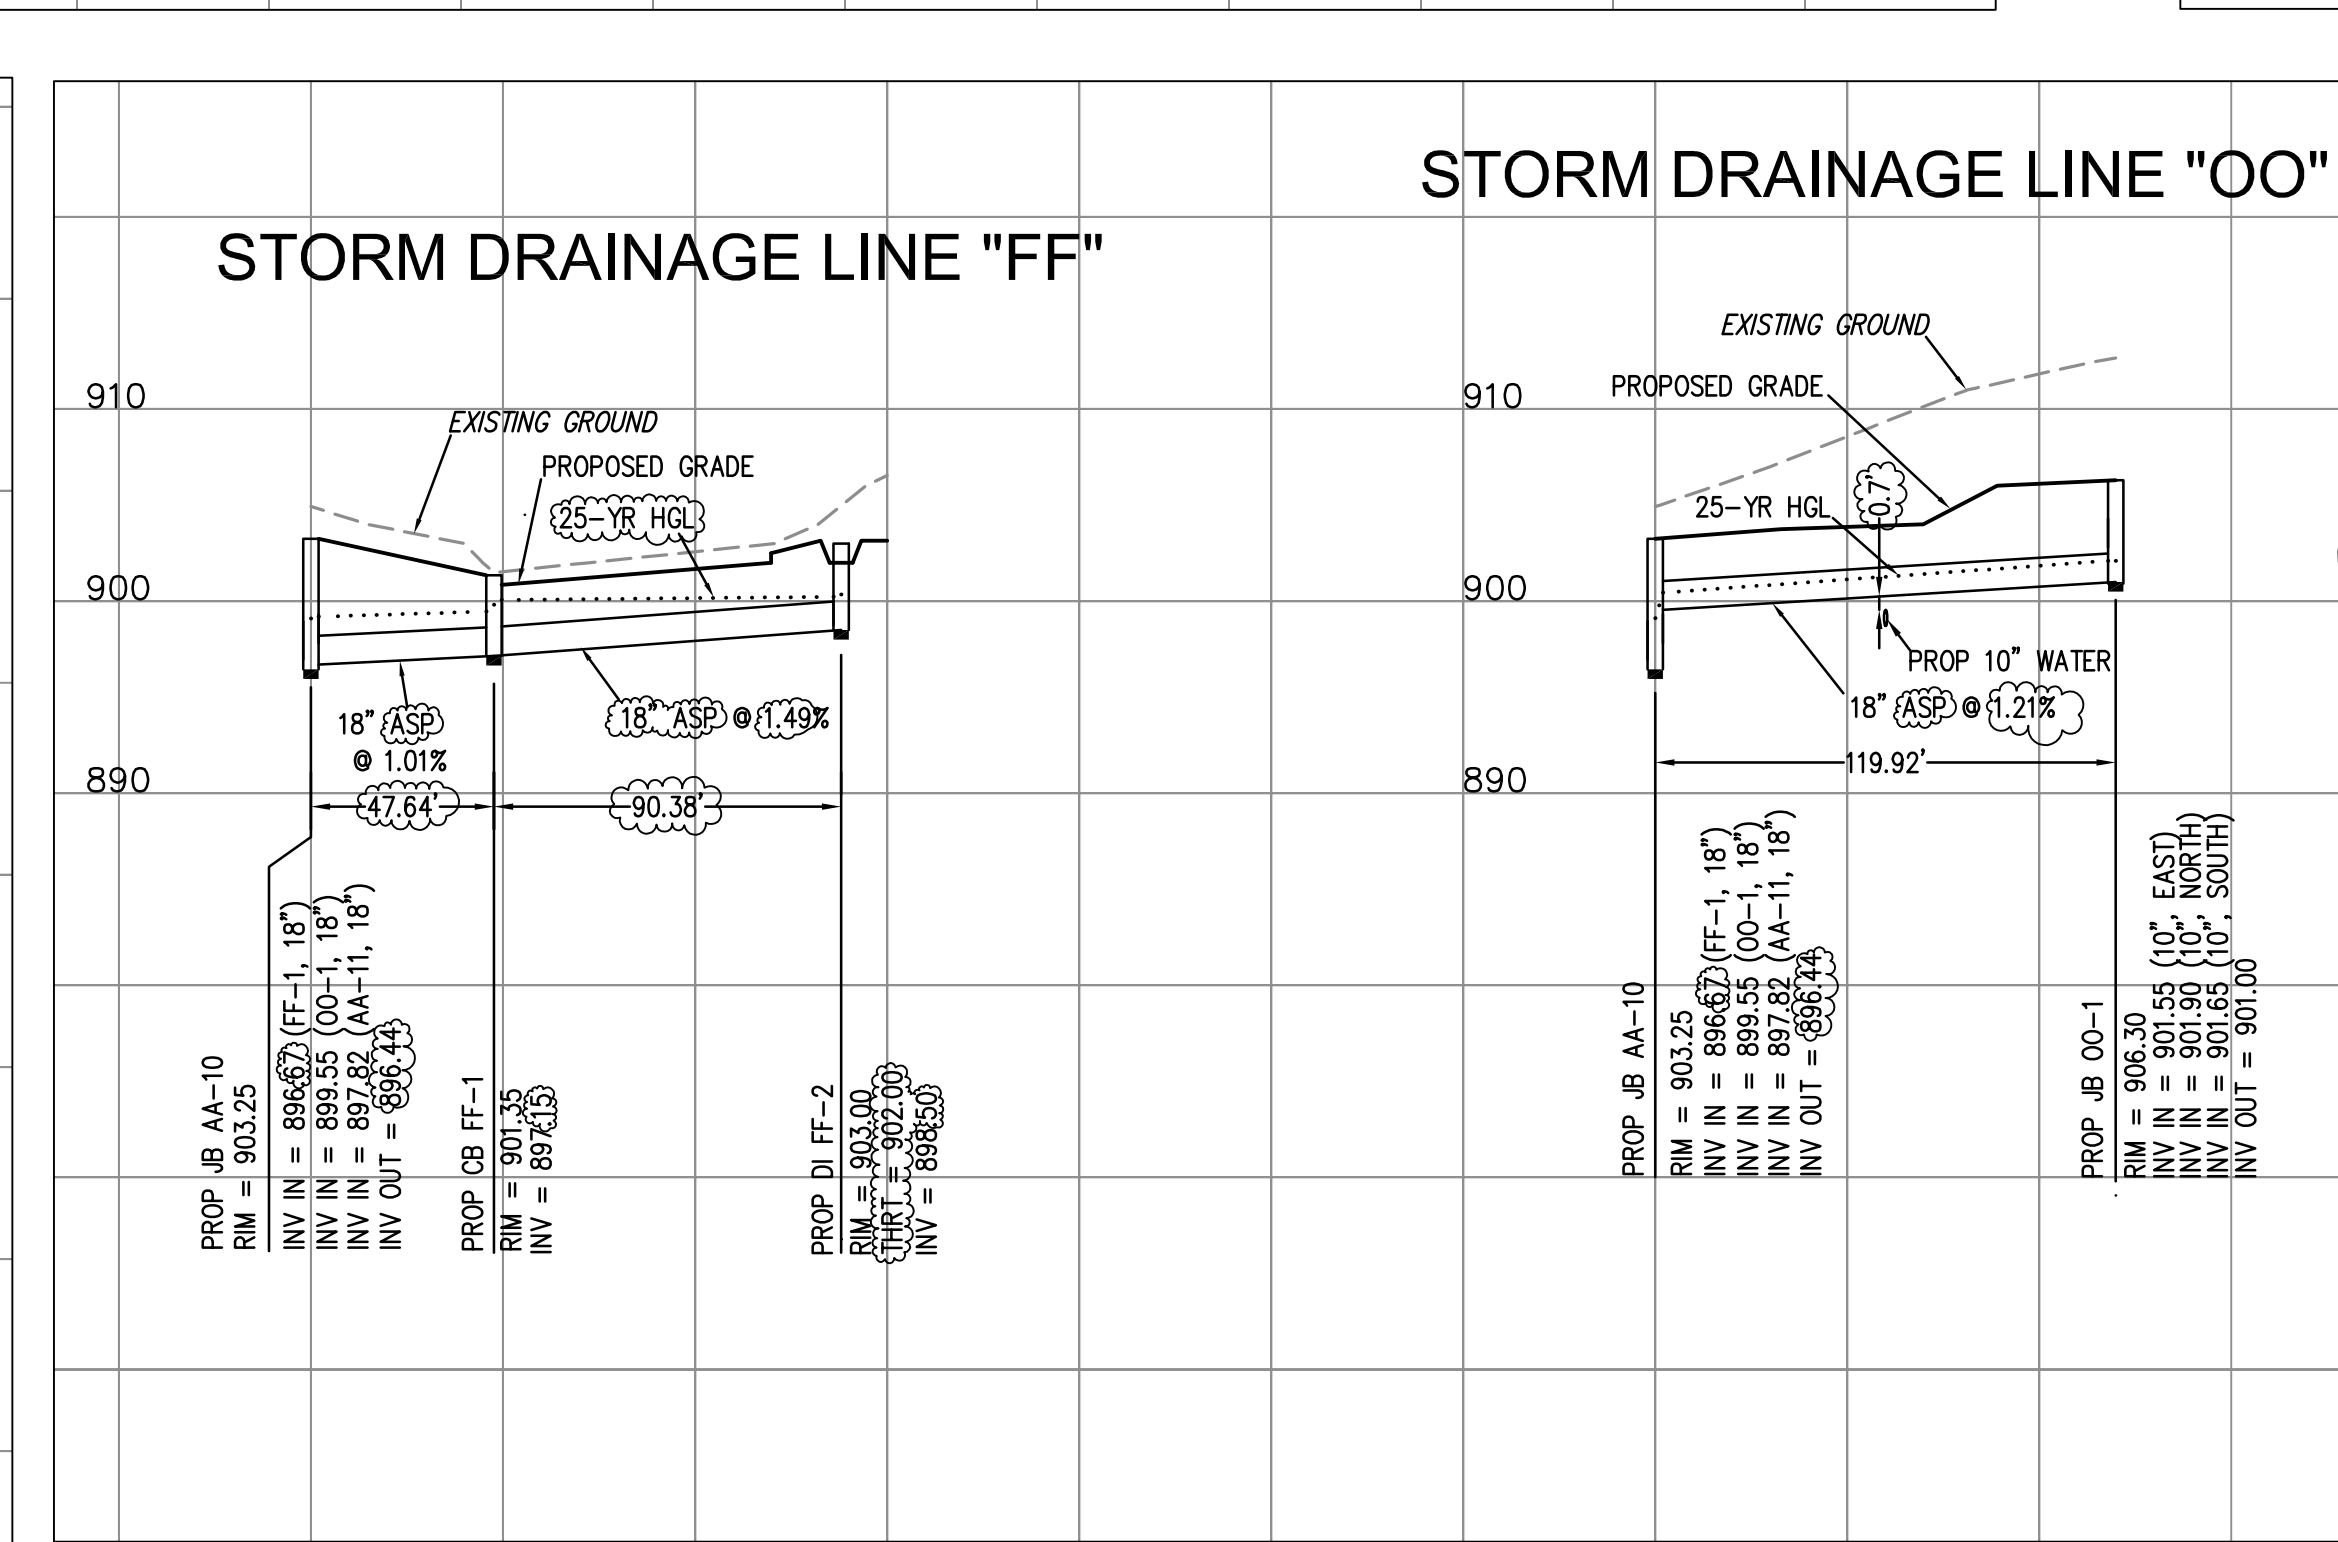 STORM DRAINAGE LINE "FF"
910
900
890
EXISTING GROUND
PROPOSED GRADE
25-YR HGL
18" ASP
@ 1.01%
18" ASP @ 1.49%
47.64'
90.38'
PROP JB AA-10
RIM = 903.25
INV IN = 896.67 (FF-1, 18")
INV IN = 899.55 (OO-1, 18")
INV IN = 897.82 (AA-11, 18")
INV OUT = 896.44
PROP CB FF-1
RIM = 901.35
INV = 897.15
PROP DI FF-2
RIM = 903.00
THRT = 902.00
INV = 898.50
STORM DRAINAGE LINE "OO"
910
900
890
EXISTING GROUND
PROPOSED GRADE
25-YR HGL
0.7'
PROP 10" WATER
18" ASP @ 1.21%
119.92'
PROP JB AA-10
RIM = 903.25
INV IN = 896.67 (FF-1, 18")
INV IN = 899.55 (OO-1, 18")
INV IN = 897.82 (AA-11, 18")
INV OUT = 896.44
PROP JB OO-1
RIM = 906.30
INV IN = 901.55 (10", EAST)
INV IN = 901.90 (10", NORTH)
INV IN = 901.65 (10", SOUTH)
INV OUT = 901.00